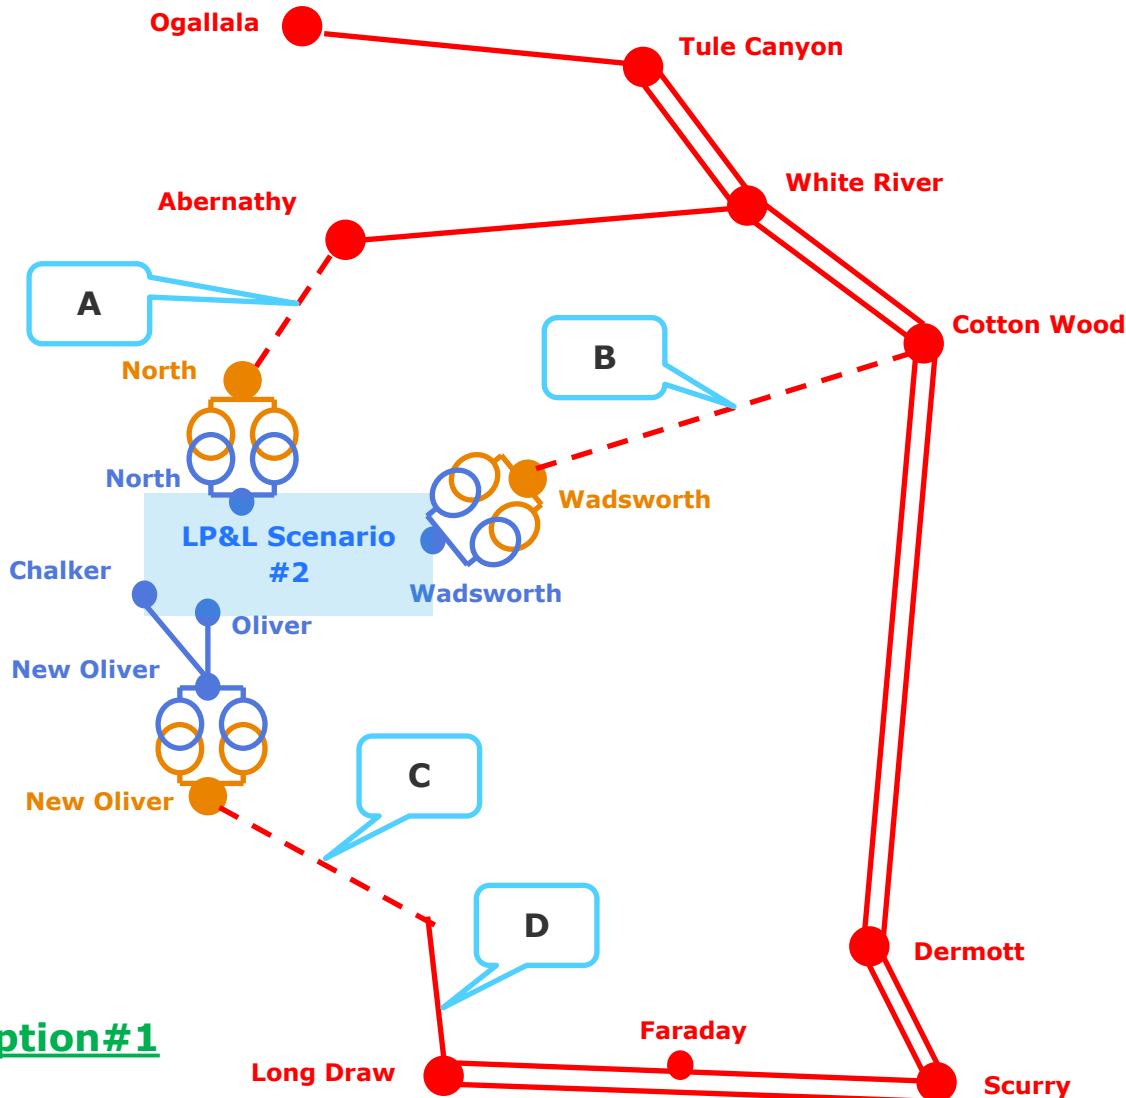 Ogallala
Tule Canyon
White River
Abernathy
A
Cotton Wood
B
North
North
Wadsworth
LP&L Scenario
#2
Chalker
Wadsworth
Oliver
New Oliver
C
New Oliver
D
Dermott
Faraday
ption#1
Long Draw
Scurry